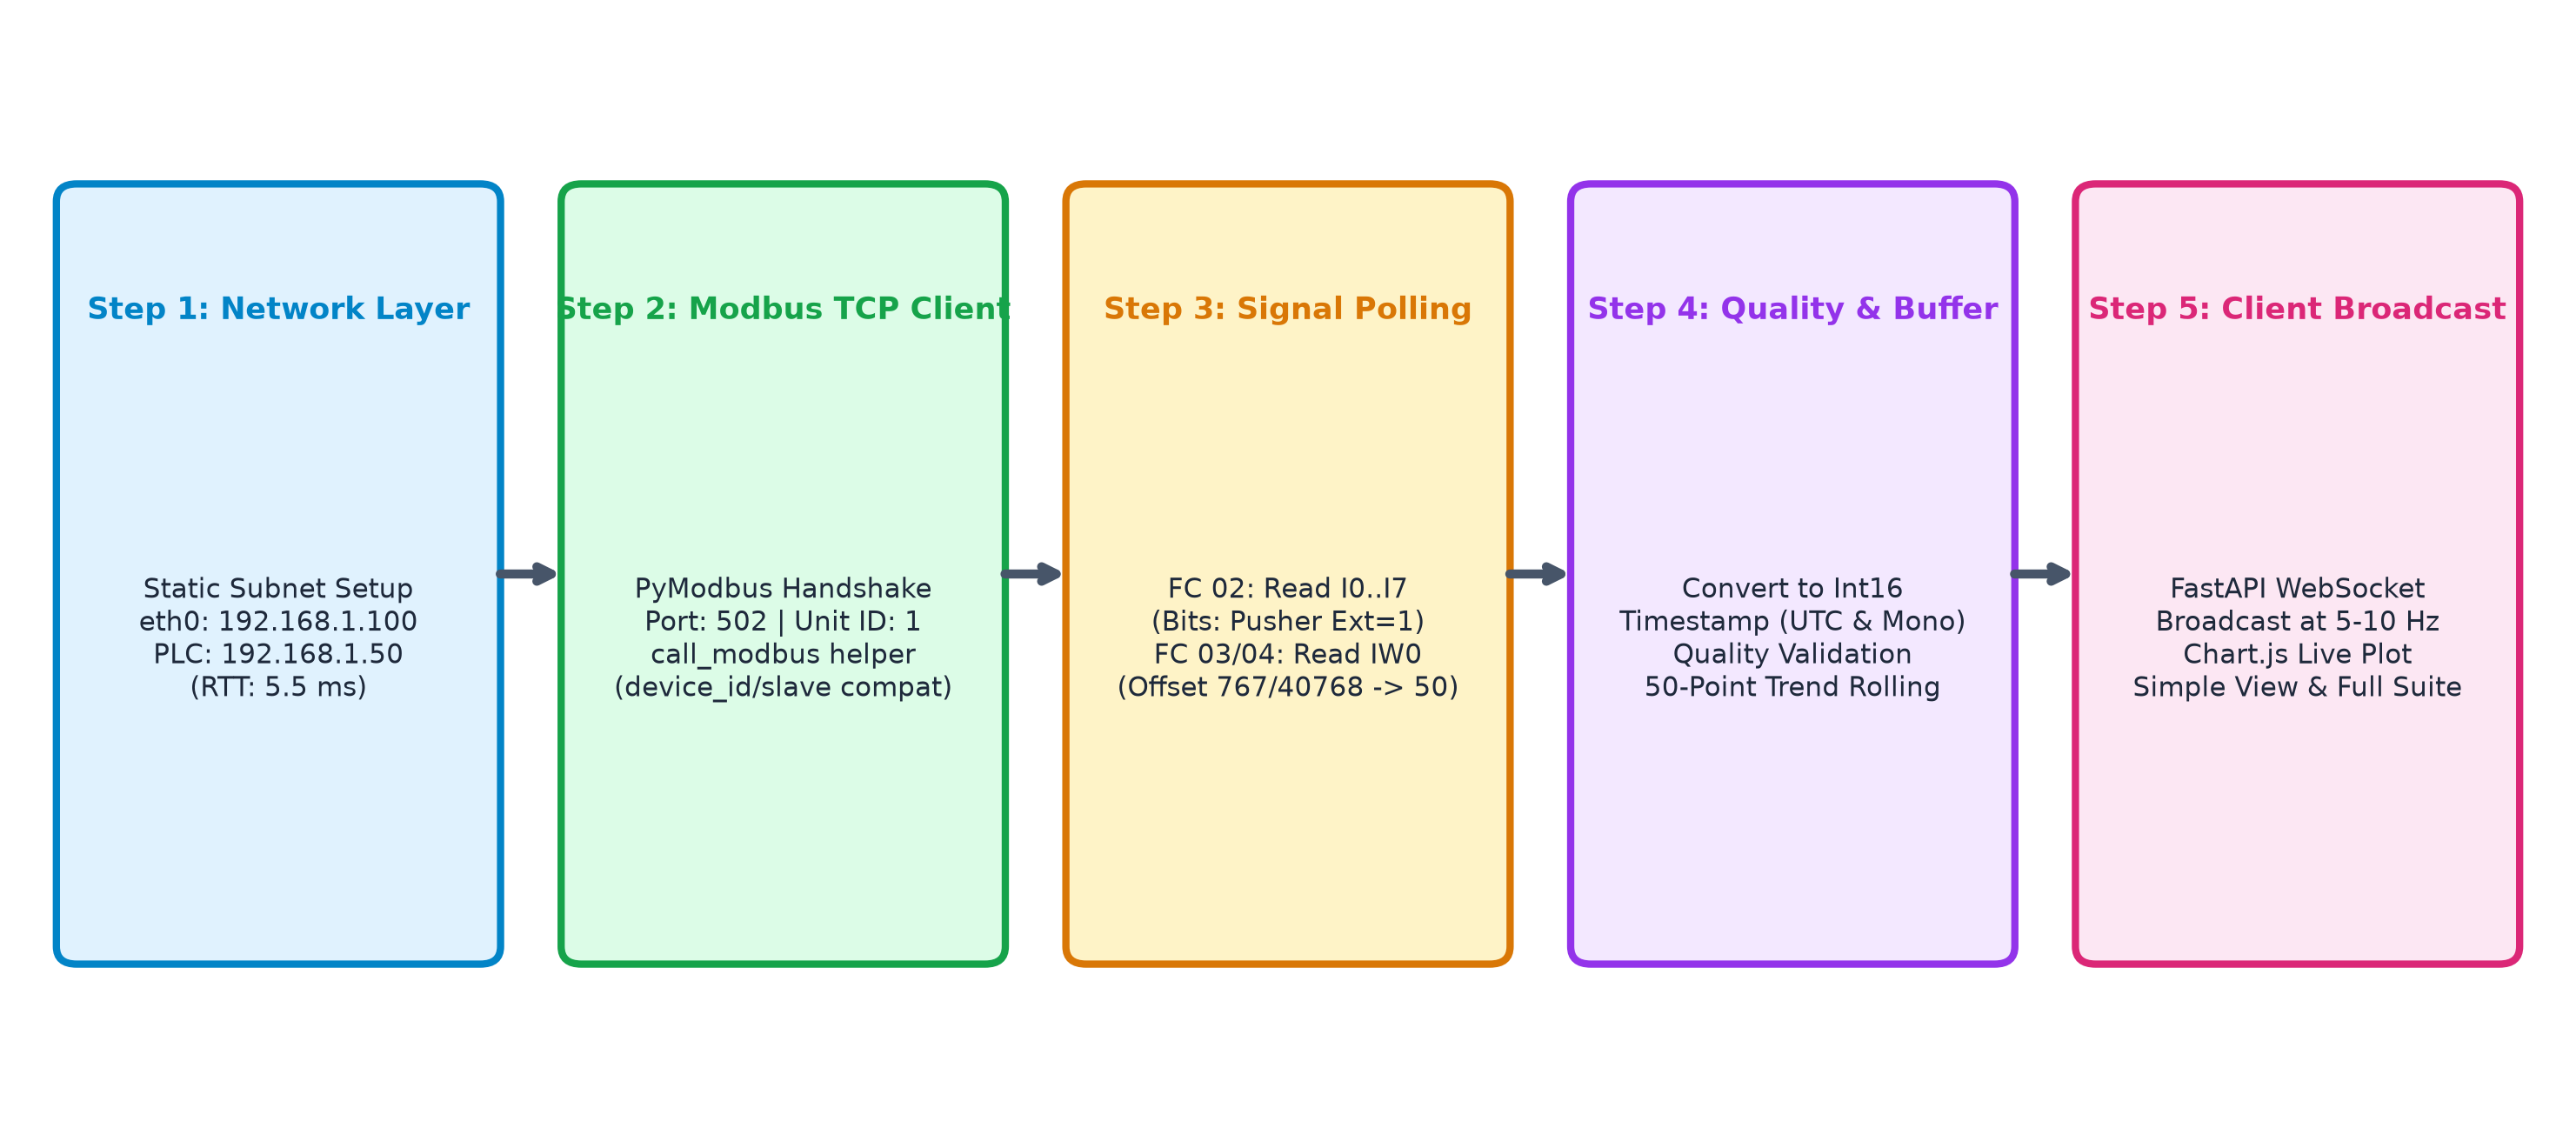 Step 1: Network Layer
Static Subnet Setup
eth0: 192.168.1.100
PLC: 192.168.1.50
(RTT: 5.5 ms)
Step 2: Modbus TCP Client
PyModbus Handshake
Port: 502 | Unit ID: 1
call_modbus helper
(device_id/slave compat)
Step 3: Signal Polling
FC 02: Read I0..I7
(Bits: Pusher Ext=1)
FC 03/04: Read IW0
(Offset 767/40768 -> 50)
Step 4: Quality & Buffer
Convert to Int16
Timestamp (UTC & Mono)
Quality Validation
50-Point Trend Rolling
Step 5: Client Broadcast
FastAPI WebSocket
Broadcast at 5-10 Hz
Chart.js Live Plot
Simple View & Full Suite